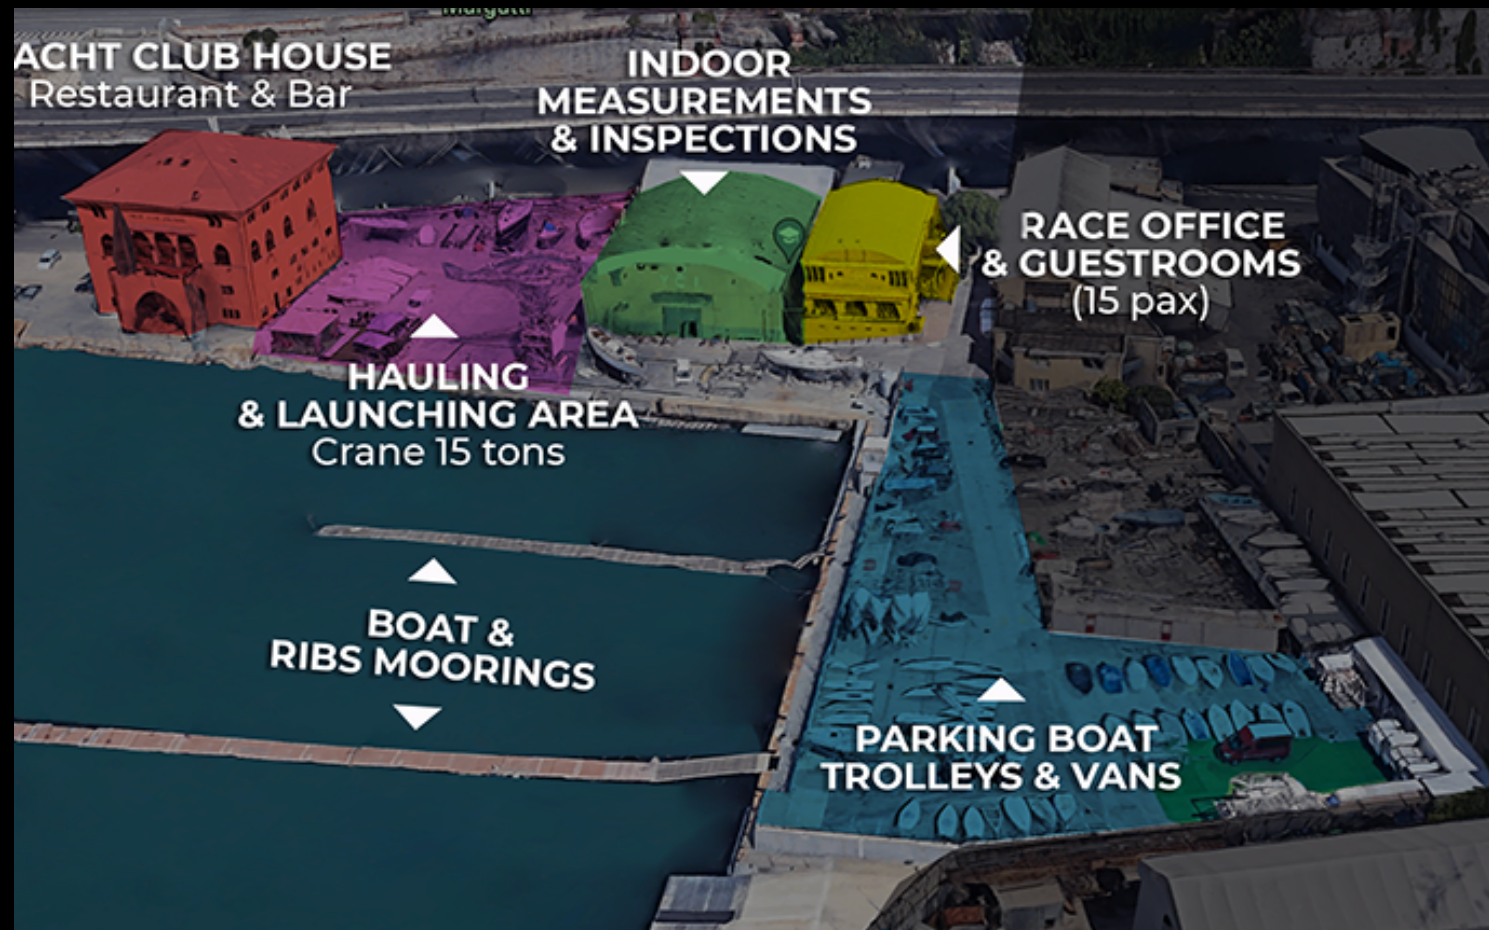 ACHT CLUB HOUSE
Restaurant & Bar
INDOOR
MEASUREMENTS
& INSPECTIONS
RACE OFFICE
& GUESTROOMS
(15 pax)
HAULING
& LAUNCHING AREA
Crane 15 tons
BOAT &
RIBS MOORINGS
PARKING BOAT
TROLLEYS & VANS